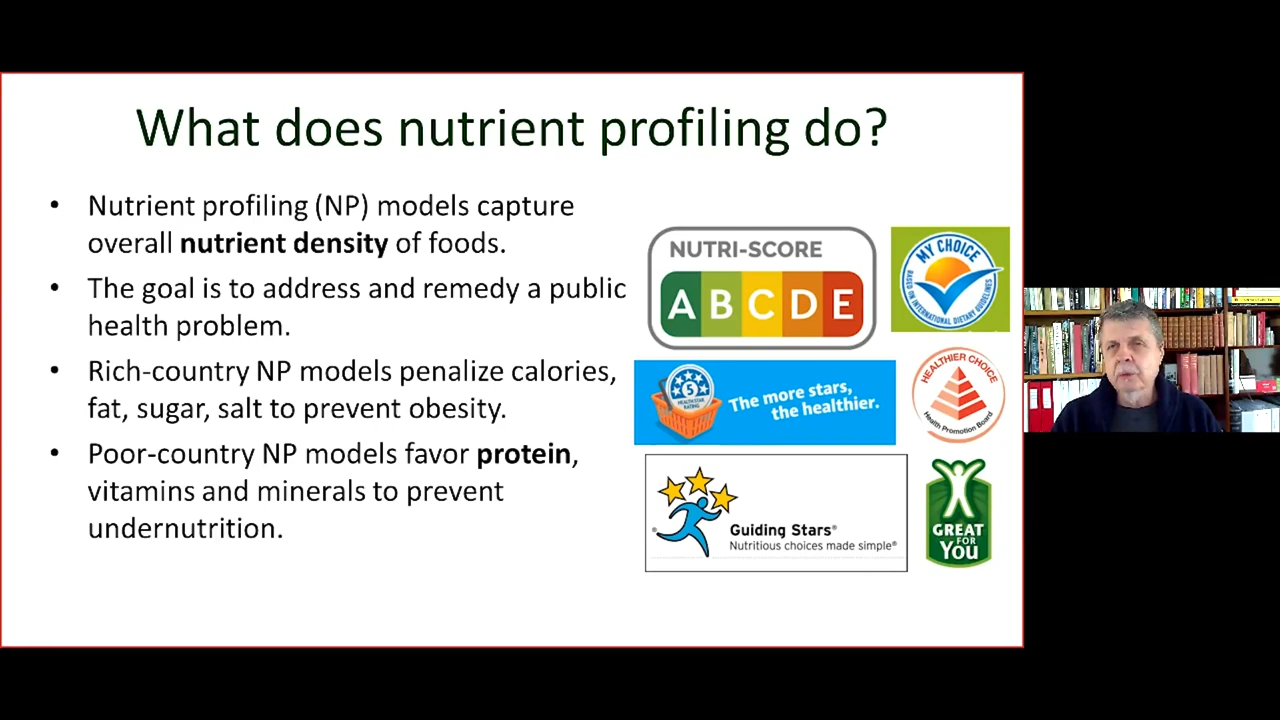 What does nutrient profiling do?
• Nutrient profiling (NP) models capture
overall nutrient density of foods.
• The goal is to address and remedy a public
health problem.
• Rich-country NP models penalize calories,
fat, sugar, salt to prevent obesity.
• Poor-country NP models favor protein,
vitamins and minerals to prevent
undernutrition.
NUTRI-SCORE
A B C D E
MY CHOICE
BASED ON INTERNATIONAL DIETARY GUIDELINES
5
HEALTH STAR
RATING
The more stars,
the healthier.
HEALTHIER CHOICE
Health Promotion Board
Guiding Stars®
Nutritious choices made simple®
GREAT
FOR
You